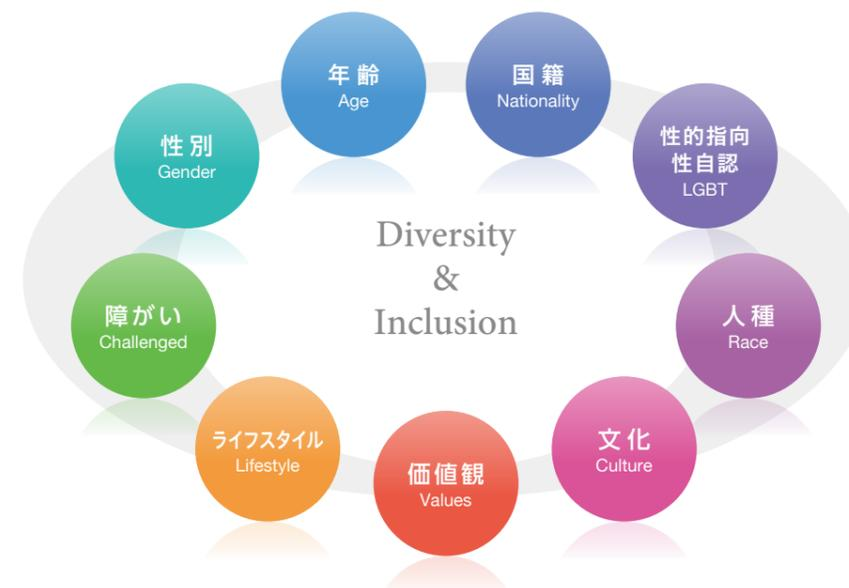 年齢
Age
国籍
Nationality
性的指向
性自認
LGBT
人種
Race
文化
Culture
価値観
Values
ライフスタイル
Lifestyle
障がい
Challenged
性別
Gender
Diversity
&
Inclusion